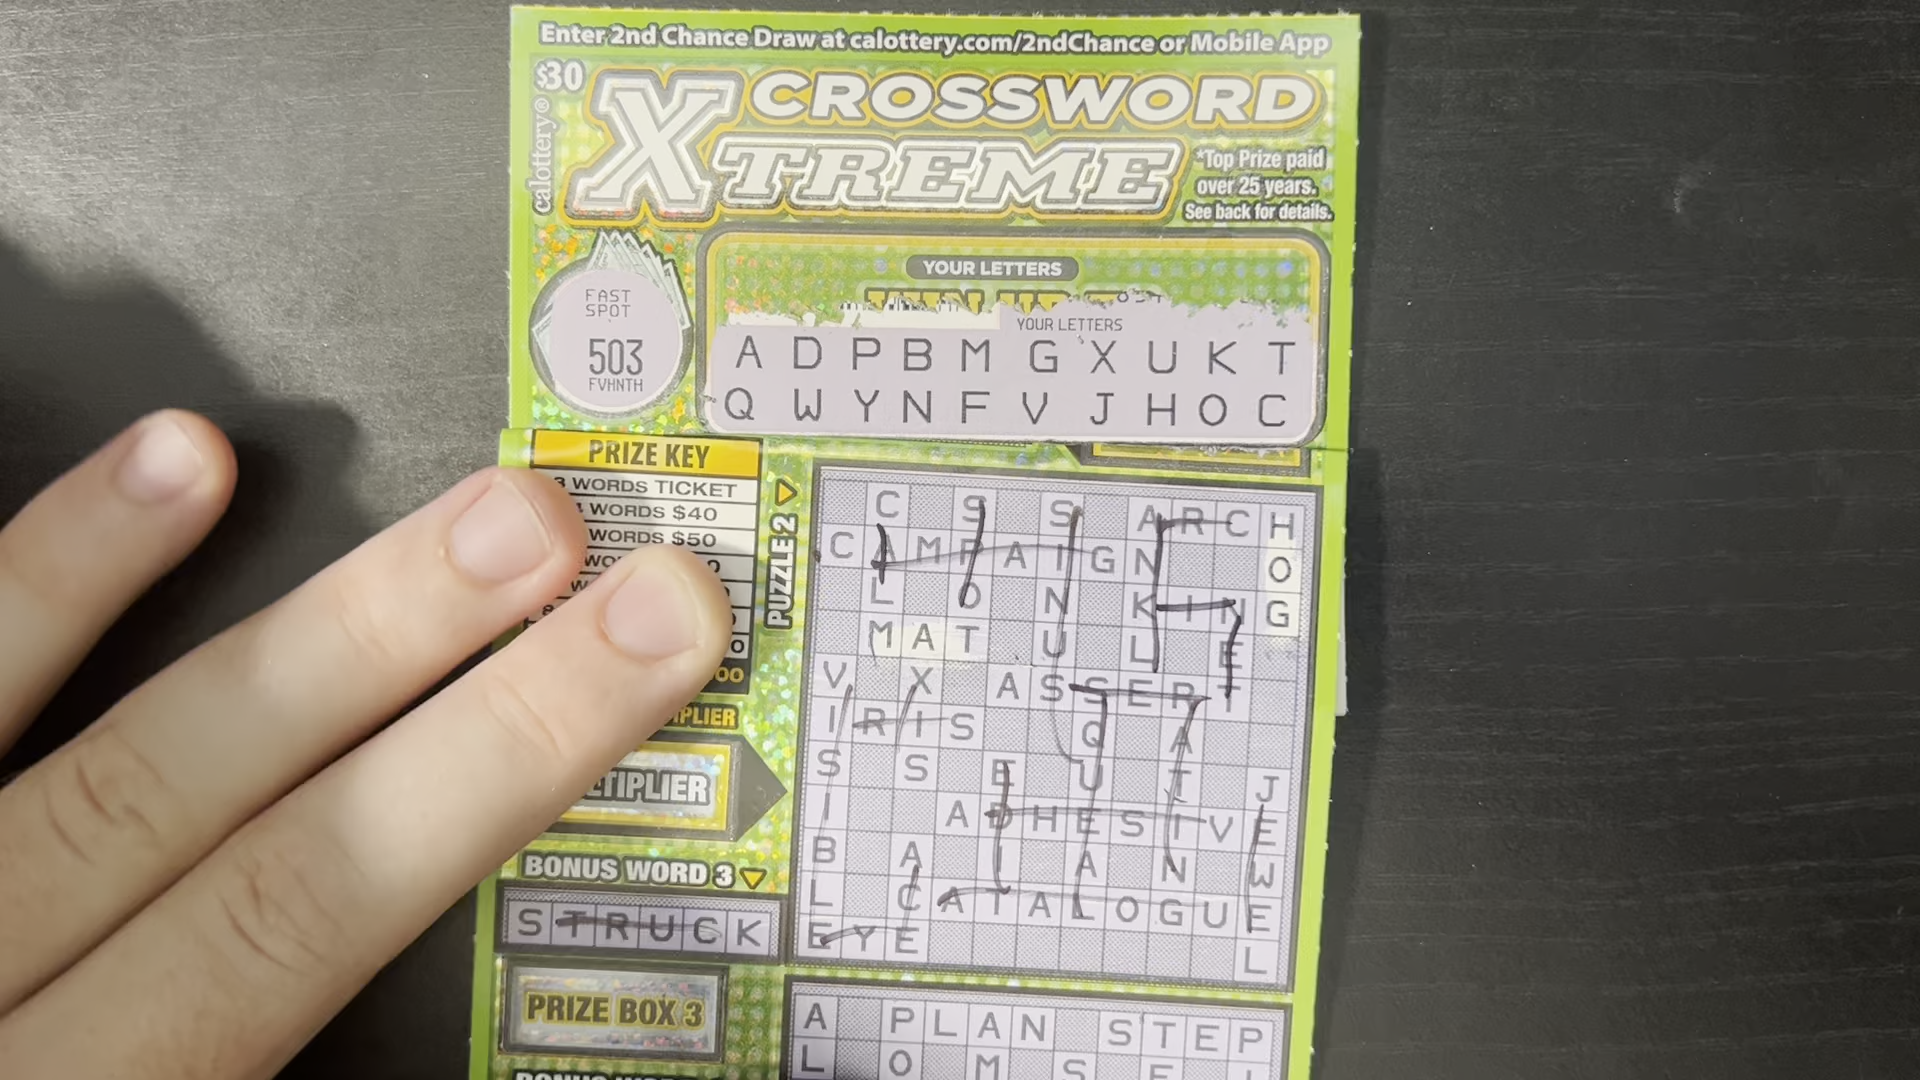 Enter 2nd Chance Draw at calottery.com/2ndChance or Mobile App
$30
calottery®
CROSSWORD
XTREME
*Top Prize paid
over 25 years.
See back for details.
FAST
SPOT
503
FVHNTH
YOUR LETTERS
YOUR LETTERS
A D P B M G X U K T
Q W Y N F V J H O C
PRIZE KEY
3 WORDS TICKET
WORDS $40
WORDS $50
PUZZLE 2
C S S A R C H
C A M P A I G N O
L O N K I N G
M A T U L E
V X A S S E R T
I R I S Q A
S S E U T J
I A D H E S I V E
B A I A N W
L C A T A L O G U E
E Y E L
BONUS WORD 3
S T R U C K
PRIZE BOX 3
A P L A N S T E P
L O M S E